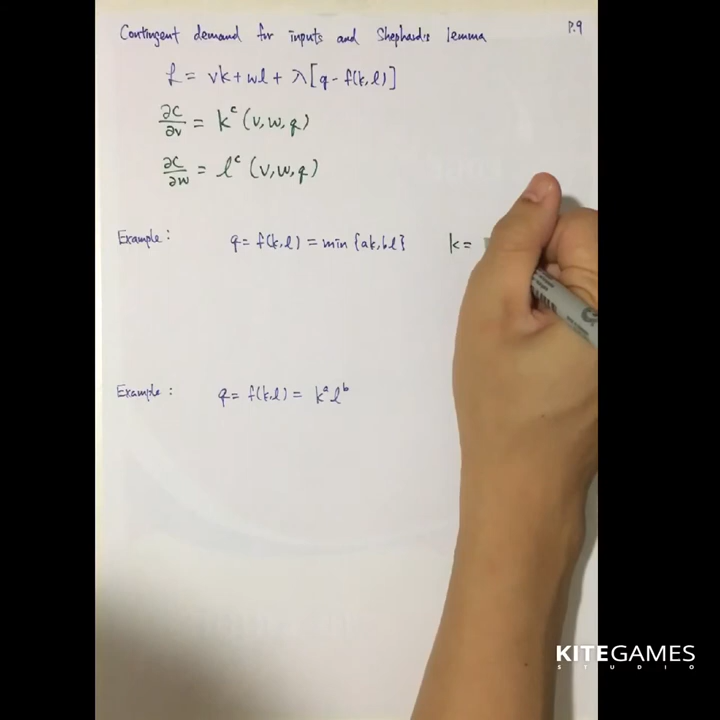 Contingent demand for inputs and Shephard's lemma P.9
ℒ = vk + wl + λ[q - f(k,l)]
∂C/∂v = k^c (v, w, q)
∂C/∂w = l^c (v, w, q)
Example: q = f(k,l) = min {ak, bl} k =
Example: q = f(k,l) = k^a l^b
KITEGAMES
STUDIO